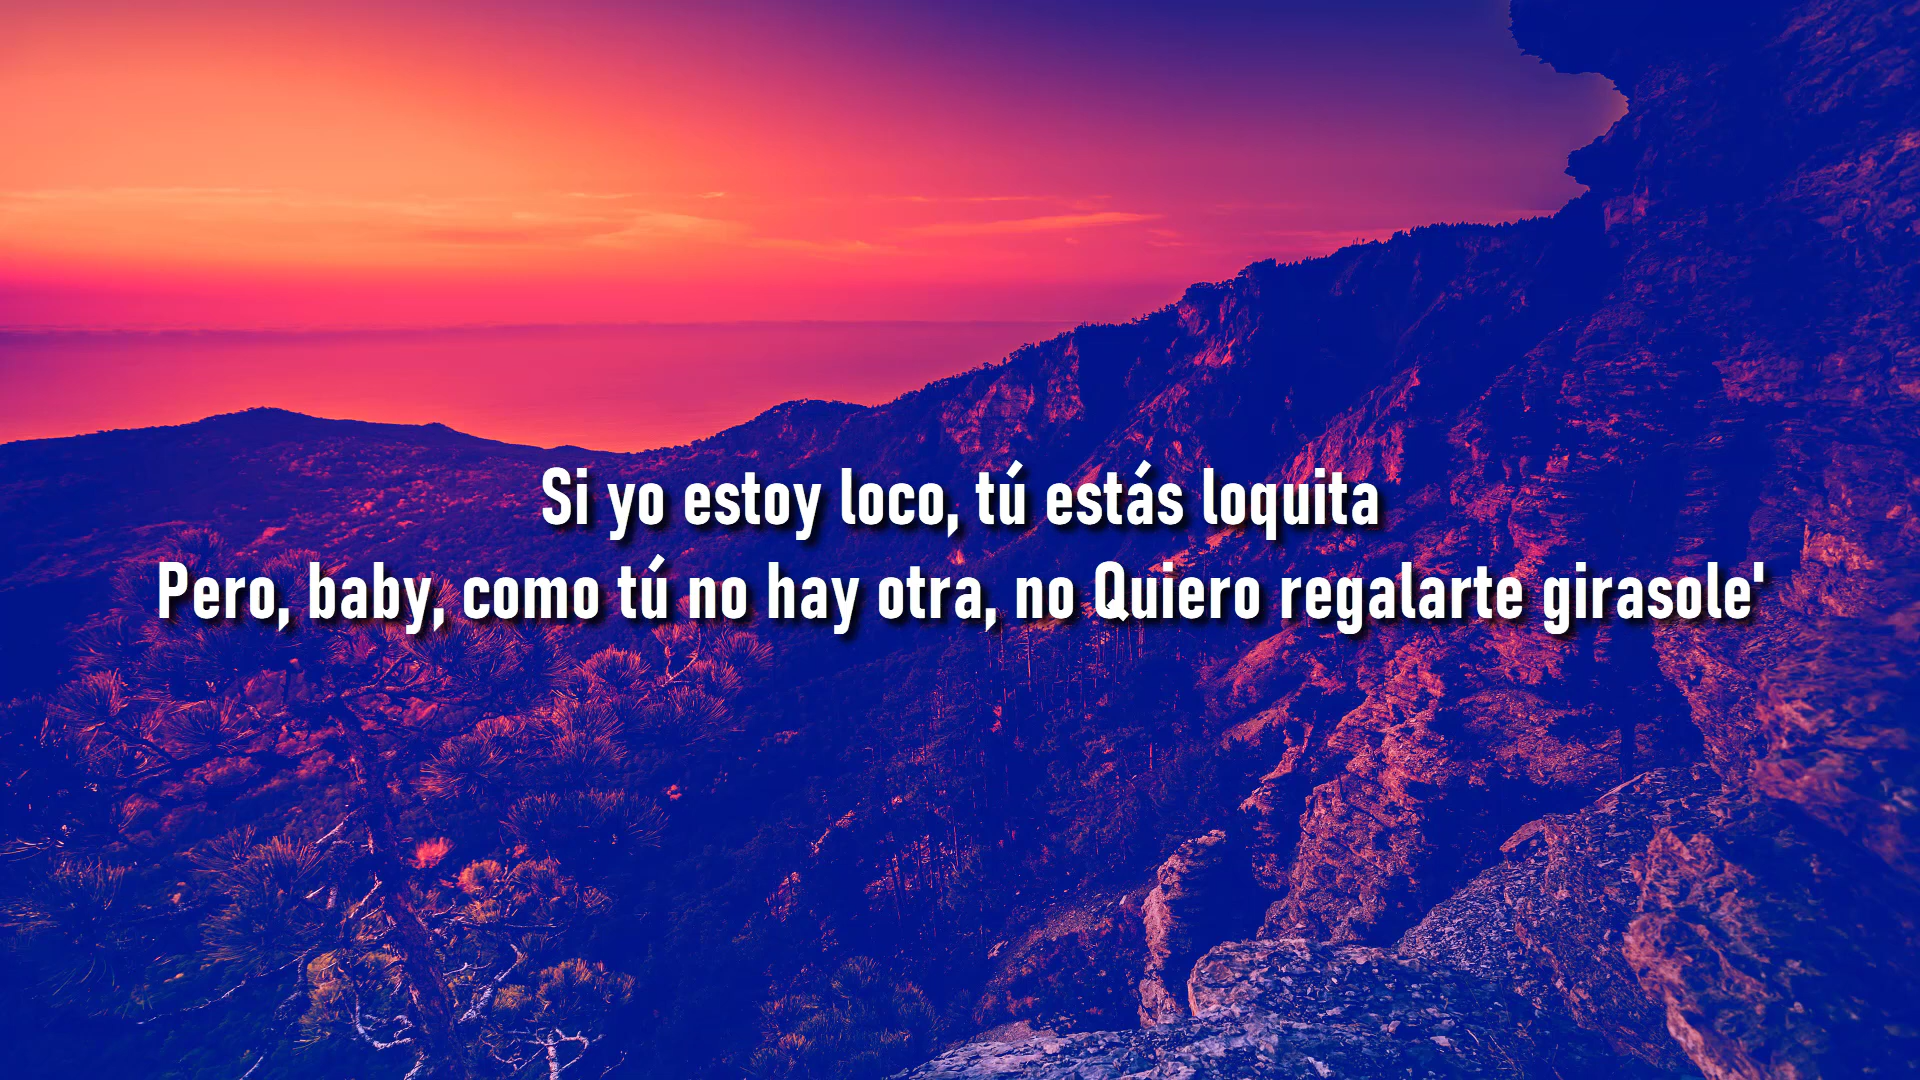 Si yo estoy loco, tú estás loquita
Pero, baby, como tú no hay otra, no Quiero regalarte girasole'